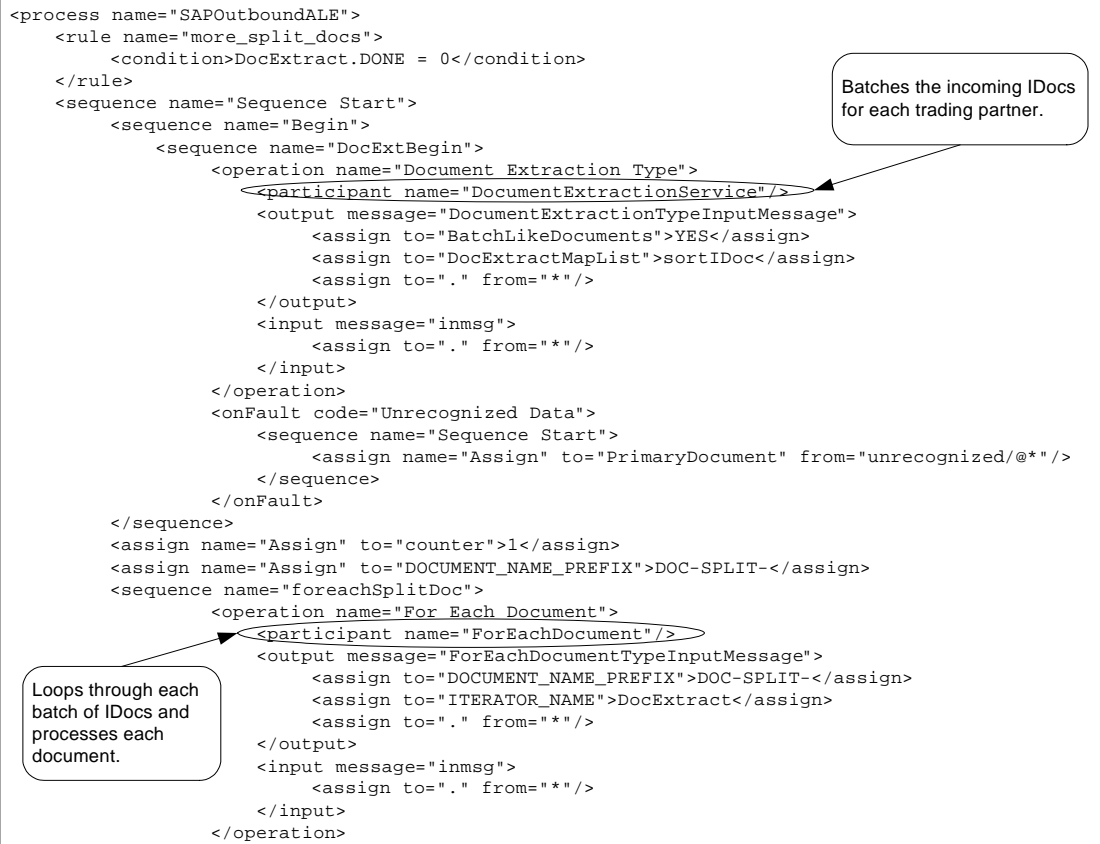 <process name="SAPOutboundALE">
<rule name="more_split_docs">
<condition>DocExtract.DONE = 0</condition>
</rule>
<sequence name="Sequence Start">
<sequence name="Begin">
<sequence name="DocExtBegin">
<operation name="Document Extraction Type">
<participant name="DocumentExtractionService"/>
<output message="DocumentExtractionTypeInputMessage">
<assign to="BatchLikeDocuments">YES</assign>
<assign to="DocExtractMapList">sortIDoc</assign>
<assign to="." from="*"/>
</output>
<input message="inmsg">
<assign to="." from="*"/>
</input>
</operation>
<onFault code="Unrecognized Data">
<sequence name="Sequence Start">
<assign name="Assign" to="PrimaryDocument" from="unrecognized/@*"/>
</sequence>
</onFault>
</sequence>
<assign name="Assign" to="counter">1</assign>
<assign name="Assign" to="DOCUMENT_NAME_PREFIX">DOC-SPLIT-</assign>
<sequence name="foreachSplitDoc">
<operation name="For Each Document">
<participant name="ForEachDocument"/>
<output message="ForEachDocumentTypeInputMessage">
<assign to="DOCUMENT_NAME_PREFIX">DOC-SPLIT-</assign>
<assign to="ITERATOR_NAME">DocExtract</assign>
<assign to="." from="*"/>
</output>
<input message="inmsg">
<assign to="." from="*"/>
</input>
</operation>
Batches the incoming IDocs
for each trading partner.
Loops through each
batch of IDocs and
processes each
document.